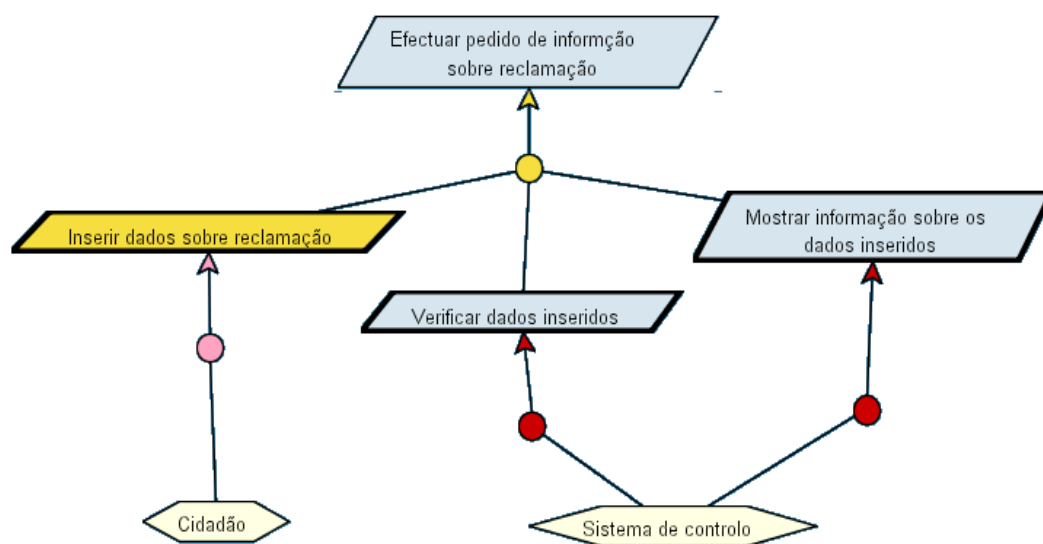 Efectuar pedido de informção
sobre reclamação
Inserir dados sobre reclamação
Mostrar informação sobre os
dados inseridos
Verificar dados inseridos
Cidadão
Sistema de controlo